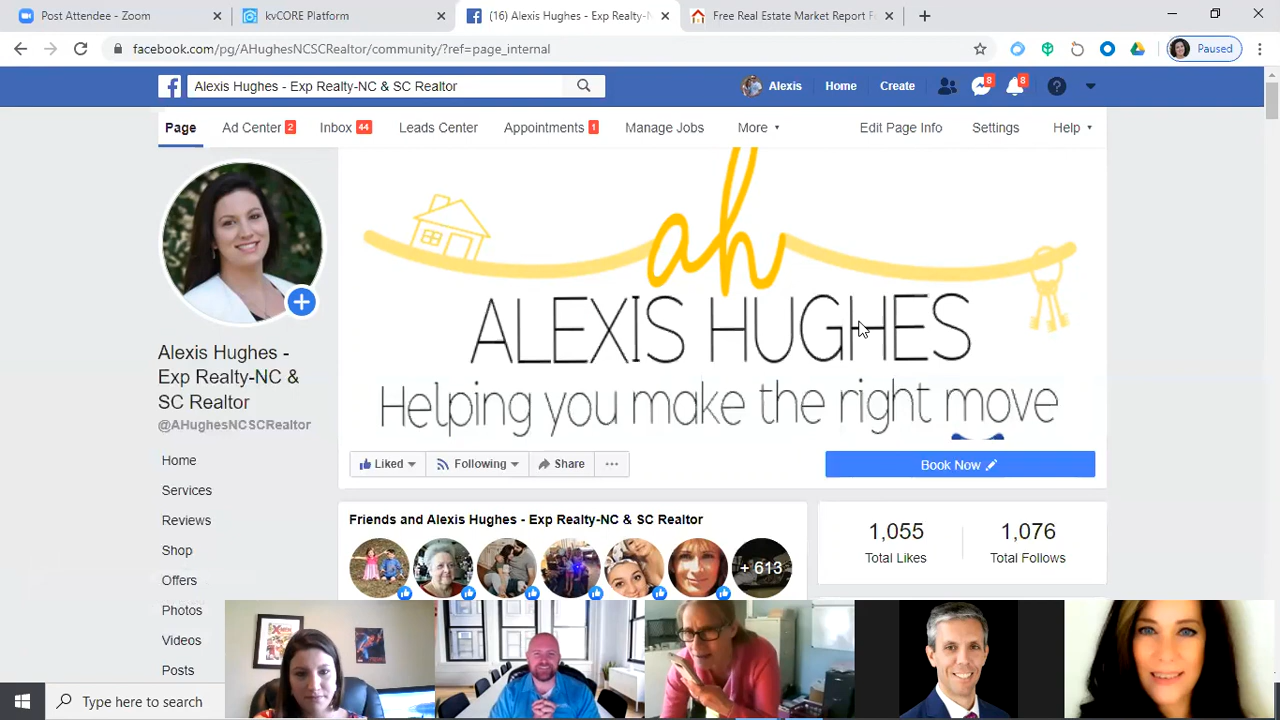 Post Attendee - Zoom
kvCORE Platform
(16) Alexis Hughes - Exp Realty-N
Free Real Estate Market Report Fo
facebook.com/pg/AHughesNCSCRealtor/community/?ref=page_internal
Paused
Alexis Hughes - Exp Realty-NC & SC Realtor
Alexis
Home
Create
8
8
Page
Ad Center 2
Inbox 44
Leads Center
Appointments 1
Manage Jobs
More
Edit Page Info
Settings
Help
ah
ALEXIS HUGHES
Helping you make the right move
Alexis Hughes -
Exp Realty-NC &
SC Realtor
@AHughesNCSCRealtor
Liked
Following
Share
Book Now
Home
Services
Reviews
Shop
Offers
Photos
Videos
Posts
Friends and Alexis Hughes - Exp Realty-NC & SC Realtor
+ 613
1,055
Total Likes
1,076
Total Follows
Type here to search